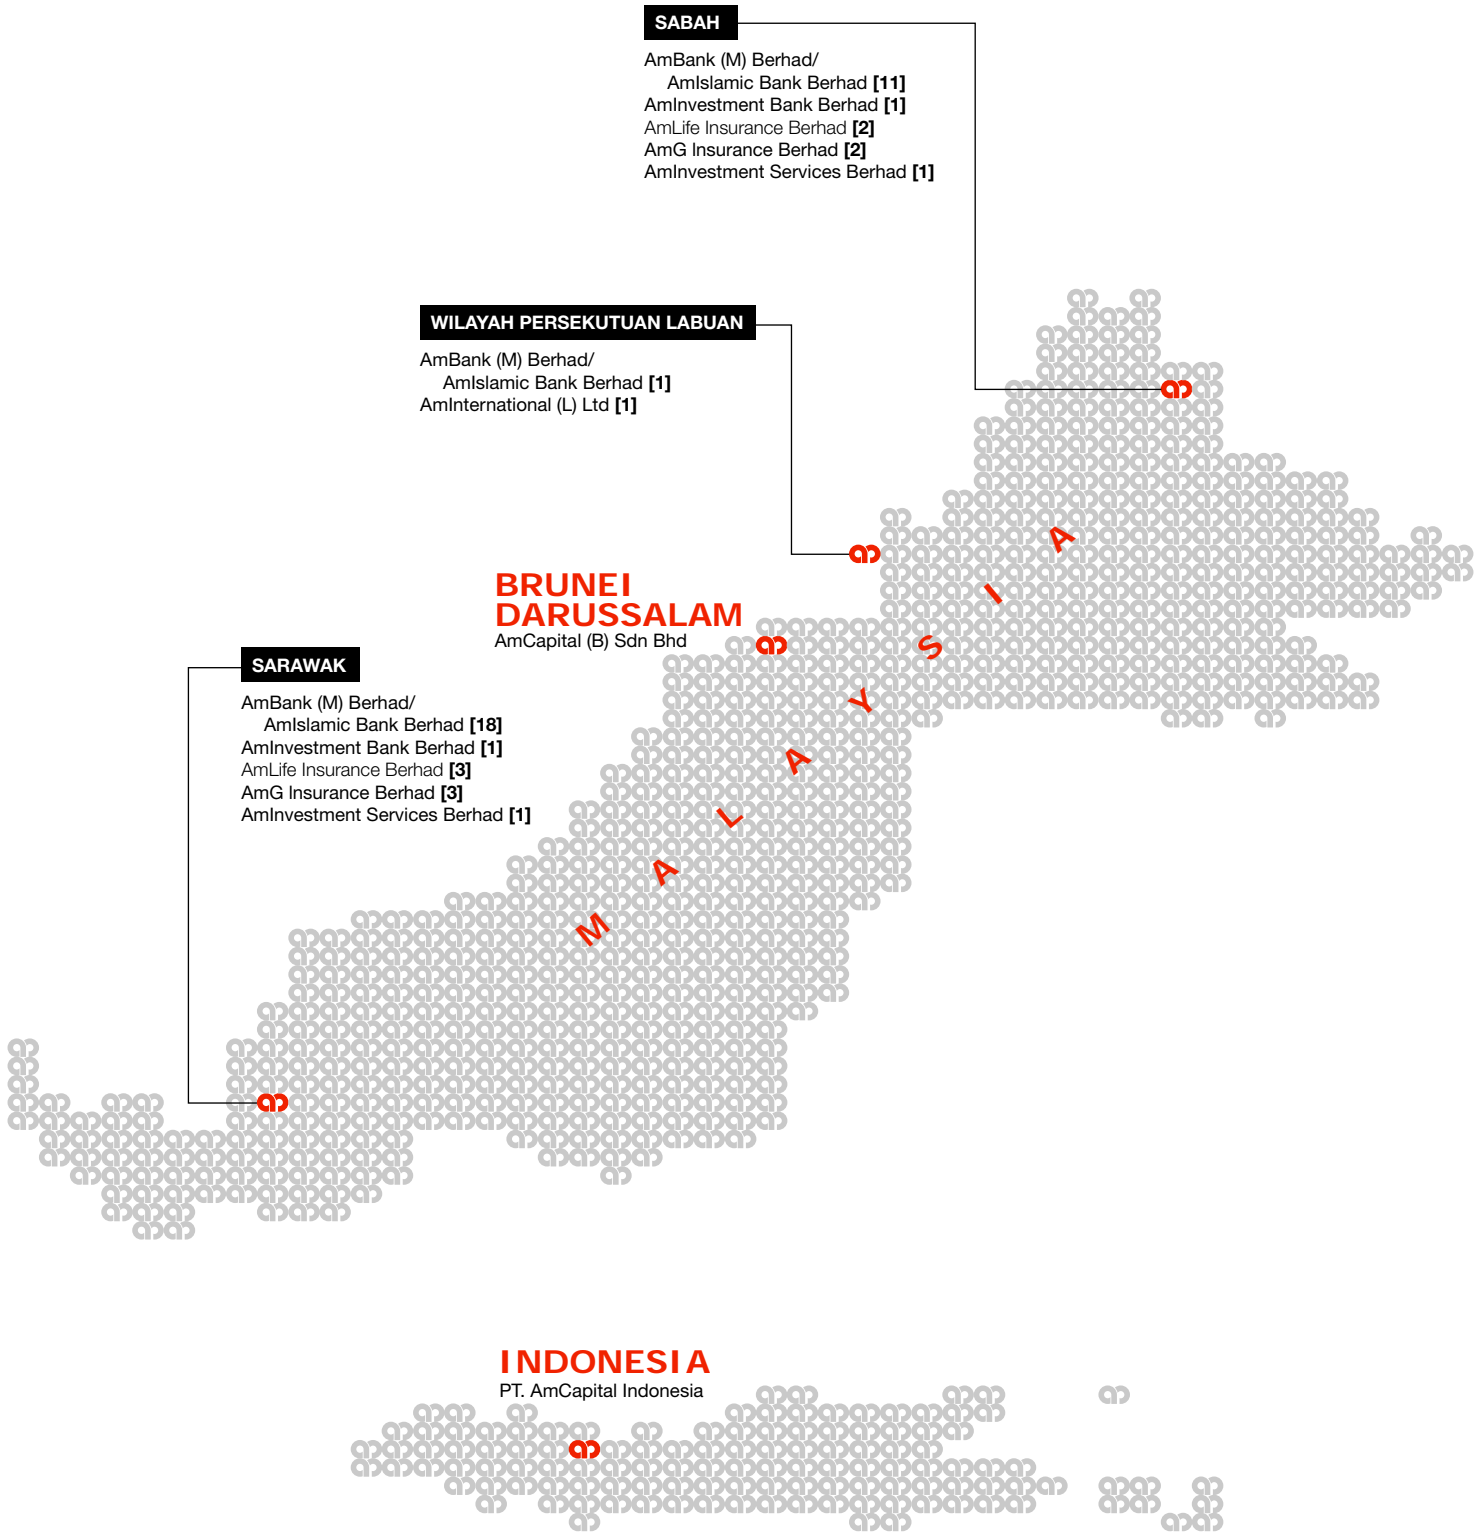 SABAH
AmBank (M) Berhad/
AmIslamic Bank Berhad [11]
AmInvestment Bank Berhad [1]
AmLife Insurance Berhad [2]
AmG Insurance Berhad [2]
AmInvestment Services Berhad [1]
WILAYAH PERSEKUTUAN LABUAN
AmBank (M) Berhad/
AmIslamic Bank Berhad [1]
AmInternational (L) Ltd [1]
BRUNEI
DARUSSALAM
AmCapital (B) Sdn Bhd
SARAWAK
AmBank (M) Berhad/
AmIslamic Bank Berhad [18]
AmInvestment Bank Berhad [1]
AmLife Insurance Berhad [3]
AmG Insurance Berhad [3]
AmInvestment Services Berhad [1]
MALAYSIA
INDONESIA
PT. AmCapital Indonesia